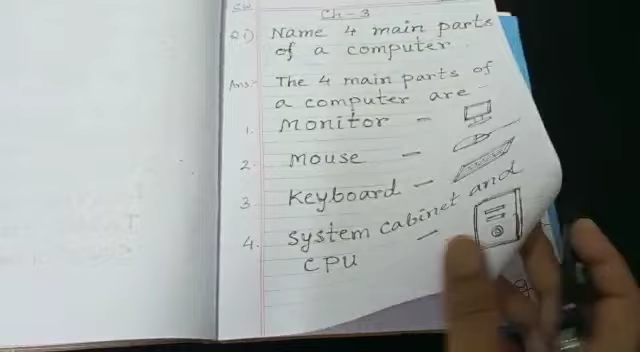 SW
Ch-3
Q1) Name 4 main parts
of a computer.
Ans:- The 4 main parts of
a computer are -
1. Monitor -
2. Mouse -
3. Keyboard -
4. System cabinet and
CPU -